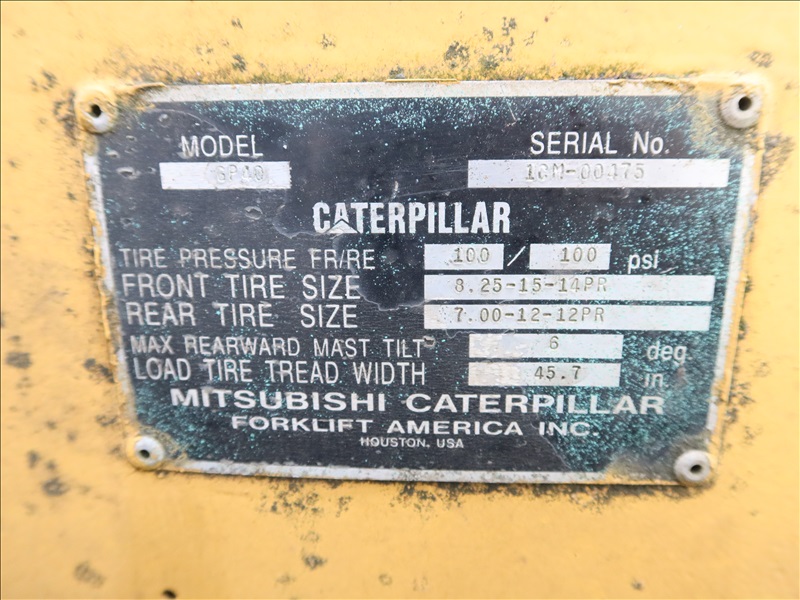 MODEL SERIAL No.
GP40
CATERPILLAR
TIRE PRESSURE FR/RE 100 / 100 psi
FRONT TIRE SIZE 8.25-15-14PR
REAR TIRE SIZE 7.00-12-12PR
MAX REARWARD MAST TILT 6 deg
LOAD TIRE TREAD WIDTH 45.7 in
MITSUBISHI CATERPILLAR
FORKLIFT AMERICA INC.
HOUSTON, USA